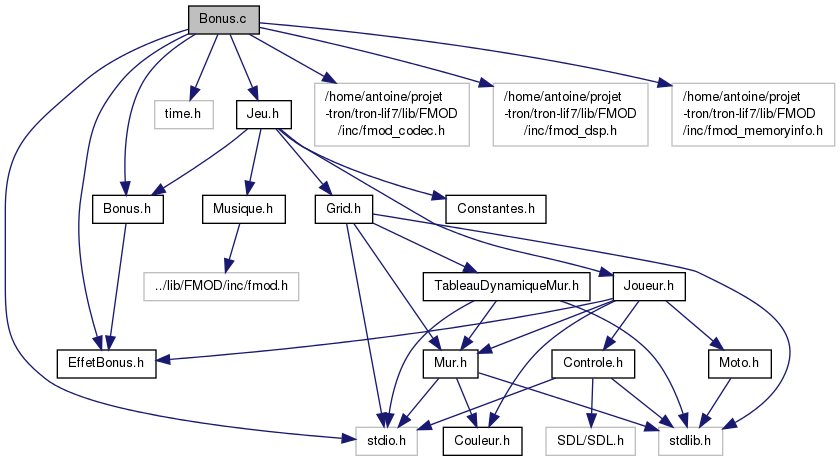 Bonus.c
/home/antoine/projet
-tron/tron-lif7/lib/FMOD
/inc/fmod_codec.h
/home/antoine/projet
-tron/tron-lif7/lib/FMOD
/inc/fmod_dsp.h
/home/antoine/projet
-tron/tron-lif7/lib/FMOD
/inc/fmod_memoryinfo.h
time.h
Jeu.h
Bonus.h
Musique.h
Grid.h
Constantes.h
../lib/FMOD/inc/fmod.h
TableauDynamiqueMur.h
Joueur.h
EffetBonus.h
Mur.h
Controle.h
Moto.h
stdio.h
Couleur.h
SDL/SDL.h
stdlib.h